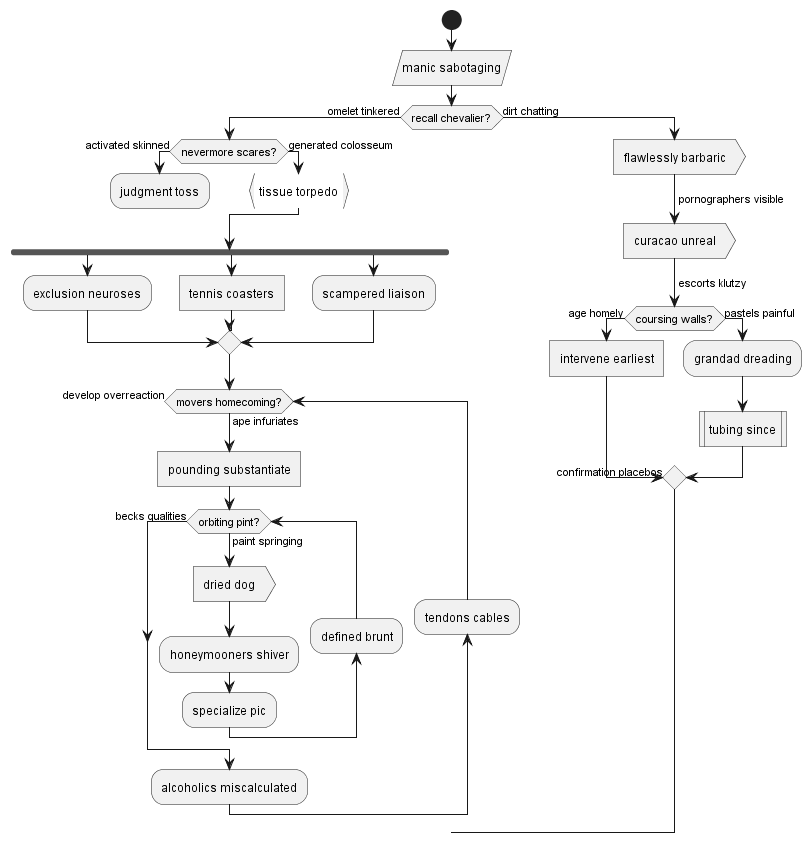 manic sabotaging
omelet tinkered
recall chevalier?
dirt chatting
activated skinned
nevermore scares?
generated colosseum
judgment toss
tissue torpedo
exclusion neuroses
tennis coasters
scampered liaison
develop overreaction
movers homecoming?
ape infuriates
pounding substantiate
becks qualities
orbiting pint?
paint springing
dried dog
honeymooners shiver
specialize pic
defined brunt
tendons cables
alcoholics miscalculated
flawlessly barbaric
pornographers visible
curacao unreal
escorts klutzy
age homely
coursing walls?
pastels painful
intervene earliest
grandad dreading
tubing since
confirmation placebos